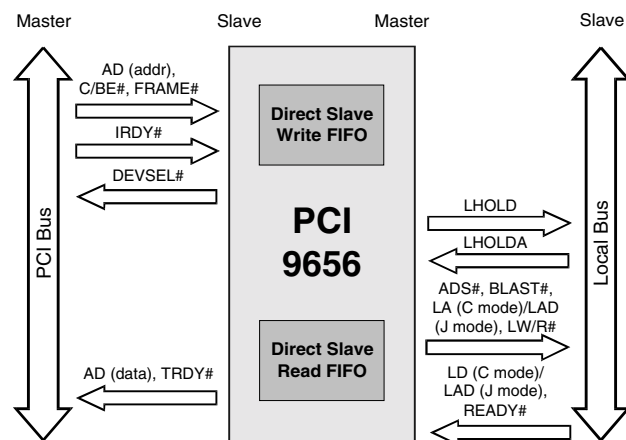 Master
Slave
Master
Slave
AD (addr),
C/BE#, FRAME#
IRDY#
DEVSEL#
Direct Slave
Write FIFO
PCI Bus
PCI
9656
LHOLD
LHOLDA
Local Bus
ADS#, BLAST#,
LA (C mode)/LAD
(J mode), LW/R#
Direct Slave
Read FIFO
AD (data), TRDY#
LD (C mode)/
LAD (J mode),
READY#